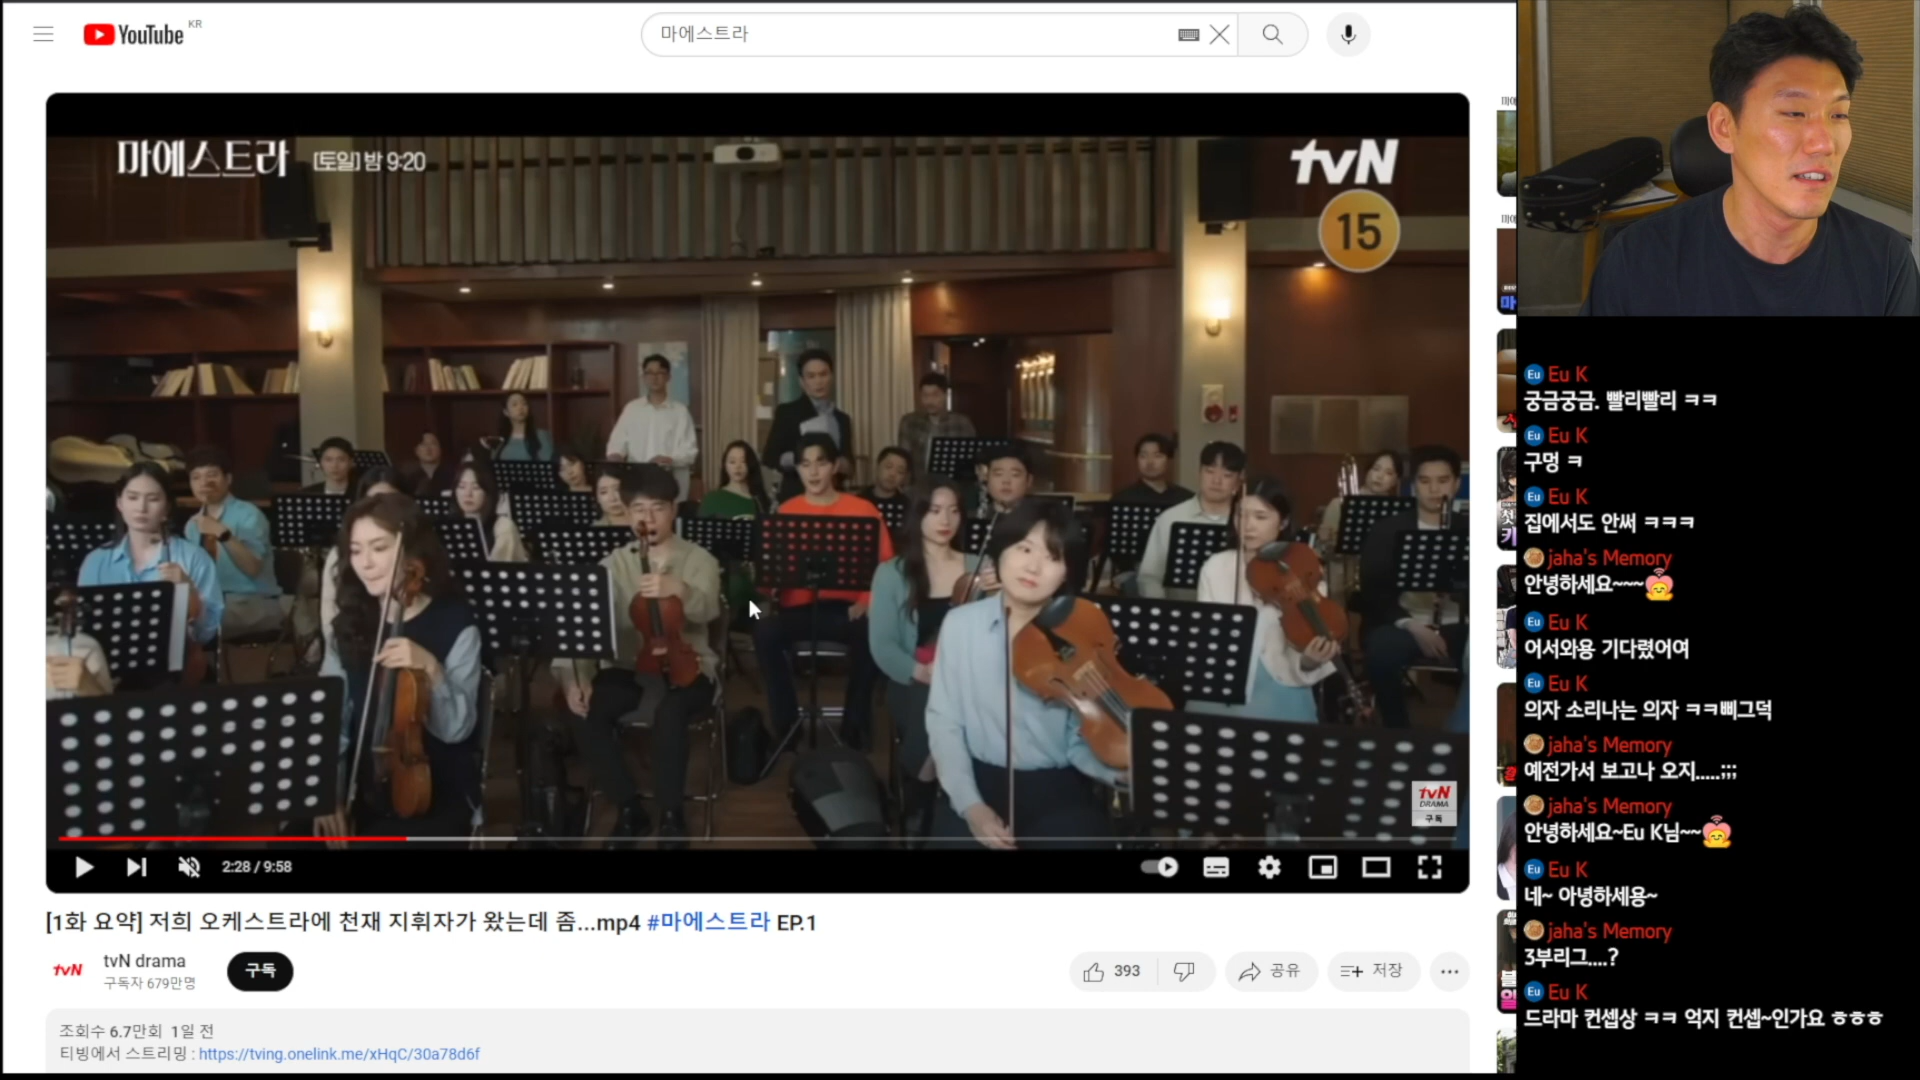 YouTube KR
마에스트라
마에스트라 [토일] 밤 9:20
tvN
15
tvN
DRAMA
구독
2:28 / 9:58
[1화 요약] 저희 오케스트라에 천재 지휘자가 왔는데 좀...mp4 #마에스트라 EP.1
tvN
tvN drama
구독자 679만명
구독
393
공유
저장
조회수 6.7만회 1일 전
티빙에서 스트리밍 : https://tving.onelink.me/xHqC/30a78d6f
Eu Eu K
궁금궁금. 빨리빨리 ㅋㅋ
Eu Eu K
구멍 ㅋ
Eu Eu K
집에서도 안써 ㅋㅋㅋ
jaha's Memory
안녕하세요~~~
Eu Eu K
어서와용 기다렸어여
Eu Eu K
의자 소리나는 의자 ㅋㅋ삐그덕
jaha's Memory
예전가서 보고나 오지.....;;;
jaha's Memory
안녕하세요~Eu K님~~
Eu Eu K
네~ 아녕하세용~
jaha's Memory
3부리그....?
Eu Eu K
드라마 컨셉상 ㅋㅋ 억지 컨셉~인가요 ㅎㅎㅎ